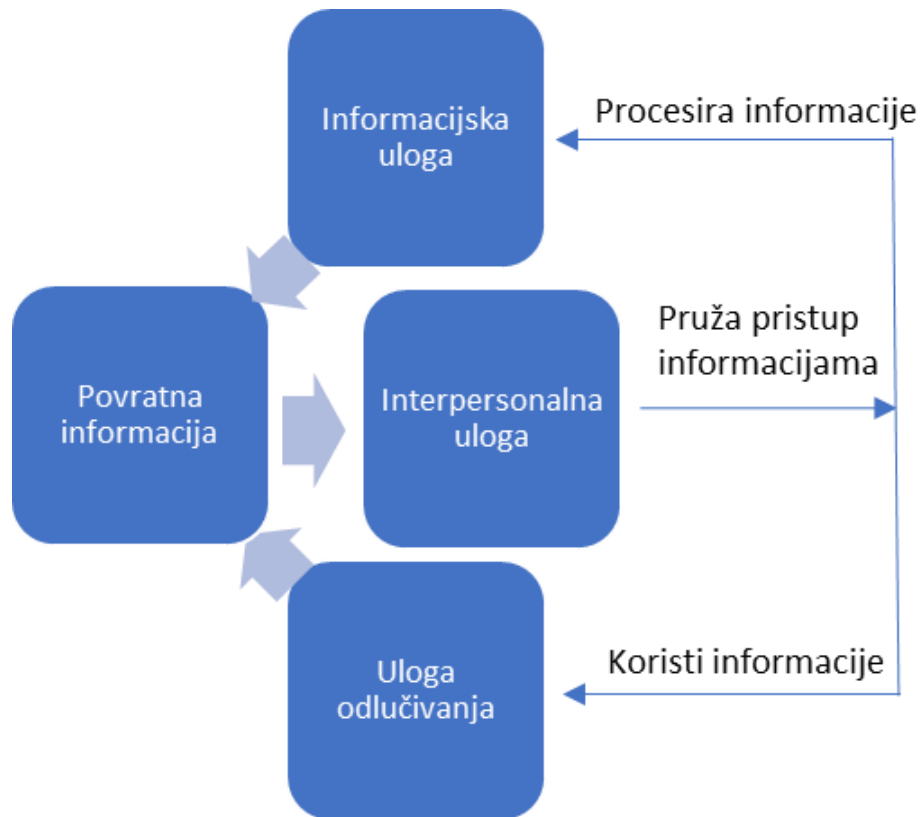 Informacijska
uloga
Procesira informacije
Povratna
informacija
Interpersonalna
uloga
Pruža pristup
informacijama
Uloga
odlučivanja
Koristi informacije